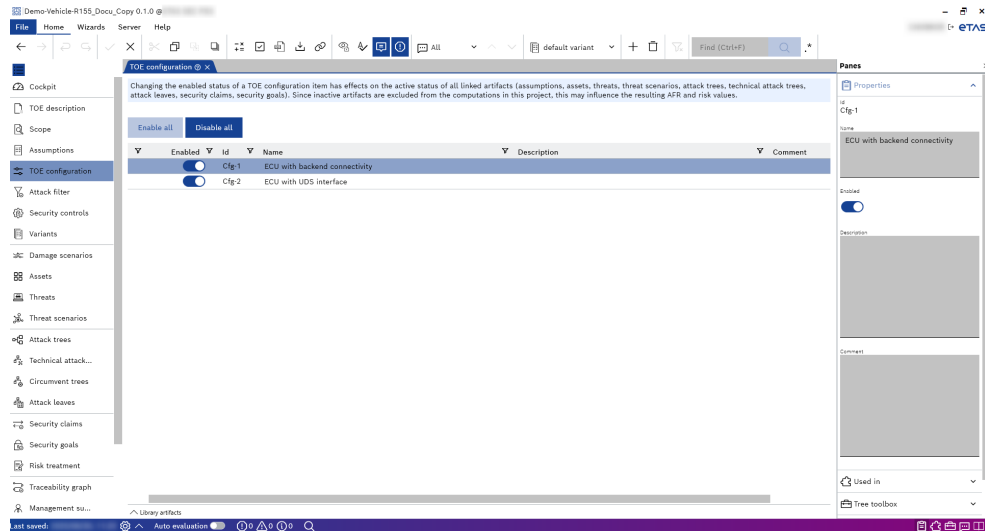 Demo-Vehicle-R155_Docu_Copy 0.1.0 @
File Home Wizards Server Help
ETAS
All
default variant
Find (Ctrl+F)
.*
TOE configuration
Panes
Cockpit
TOE description
Scope
Assumptions
TOE configuration
Attack filter
Security controls
Variants
Damage scenarios
Assets
Threats
Threat scenarios
Attack trees
Technical attack...
Circumvent trees
Attack leaves
Security claims
Security goals
Risk treatment
Traceability graph
Management su...
Changing the enabled status of a TOE configuration item has effects on the active status of all linked artifacts (assumptions, assets, threats, threat scenarios, attack trees, technical attack trees,
attack leaves, security claims, security goals). Since inactive artifacts are excluded from the computations in this project, this may influence the resulting AFR and risk values.
Enable all Disable all
Enabled Id Name Description Comment
Cfg-1 ECU with backend connectivity
Cfg-2 ECU with UDS interface
Library artifacts
Properties
Id
Cfg-1
Name
ECU with backend connectivity
Enabled
Description
Comment
Used in
Tree toolbox
Last saved:
Auto evaluation 0 0 0